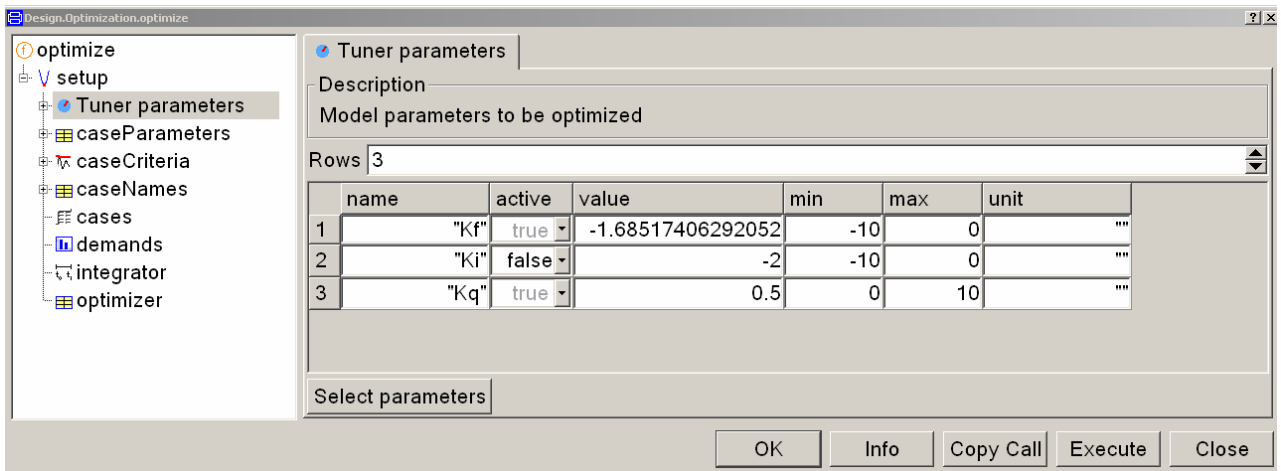 Design.Optimization.optimize
optimize
setup
Tuner parameters
caseParameters
caseCriteria
caseNames
cases
demands
integrator
optimizer
Tuner parameters
Description
Model parameters to be optimized
Rows 3
name active value min max unit
1 "Kf" true -1.68517406292052 -10 0 ""
2 "Ki" false -2 -10 0 ""
3 "Kq" true 0.5 0 10 ""
Select parameters
OK Info Copy Call Execute Close